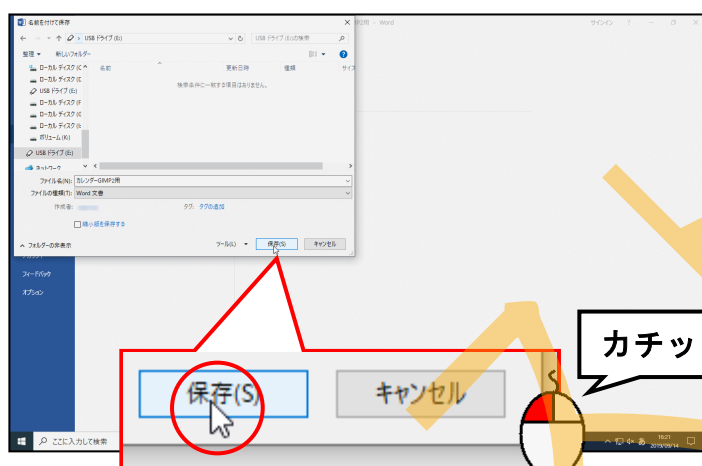 名前を付けて保存
2用 - Word
サインイン
USB ドライブ (E:)
USB ドライブ (E:)の検索
整理
新しいフォルダー
ローカル ディスク (C
名前
更新日時
種類
サイズ
ローカル ディスク (C
検索条件に一致する項目はありません。
USB ドライブ (E:)
ローカル ディスク (F
ローカル ディスク (G
ローカル ディスク (I:
ボリューム (K:)
USB ドライブ (E:)
ネットワーク
ファイル名(N): カレンダーGIMP2用
ファイルの種類(T): Word 文書
作成者:
タグ: タグの追加
縮小版を保存する
フォルダーの非表示
ツール(L)
保存(S)
キャンセル
フィードバック
オプション
カチッ
保存(S)
キャンセル
ここに入力して検索
あ
16:21
2019/09/14